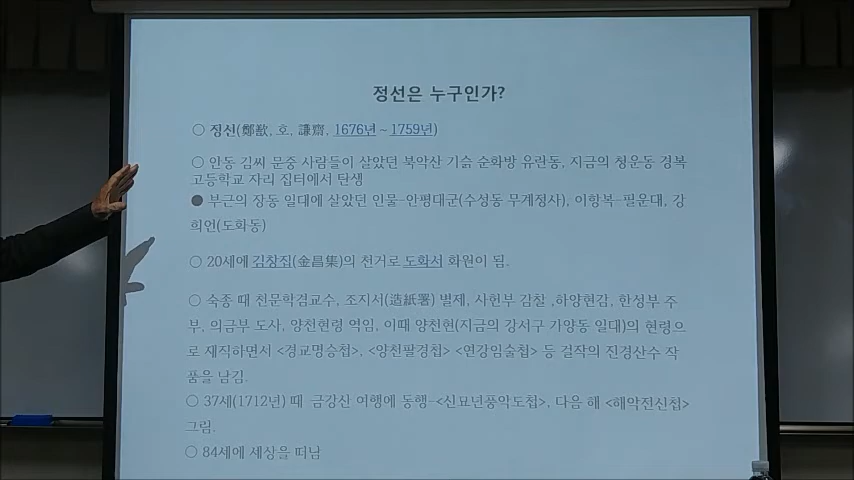 정선은 누구인가?
○ 정선(鄭敾, 호, 謙齋, 1676년 ~ 1759년)
○ 안동 김씨 문중 사람들이 살았던 북악산 기슭 순화방 유란동, 지금의 청운동 경복
고등학교 자리 집터에서 탄생
● 부근의 장동 일대에 살았던 인물-안평대군(수성동 무계정사), 이항복-필운대, 강
희언(도화동)
○ 20세에 김창집(金昌集)의 천거로 도화서 화원이 됨.
○ 숙종 때 천문학겸교수, 조지서(造紙署) 별제, 사헌부 감찰 ,하양현감, 한성부 주
부, 의금부 도사, 양천현령 역임, 이때 양천현(지금의 강서구 가양동 일대)의 현령으
로 재직하면서 <경교명승첩>, <양천팔경첩> <연강임술첩> 등 걸작의 진경산수 작
품을 남김.
○ 37세(1712년) 때 금강산 여행에 동행-<신묘년풍악도첩>, 다음 해 <해악전신첩>
그림.
○ 84세에 세상을 떠남